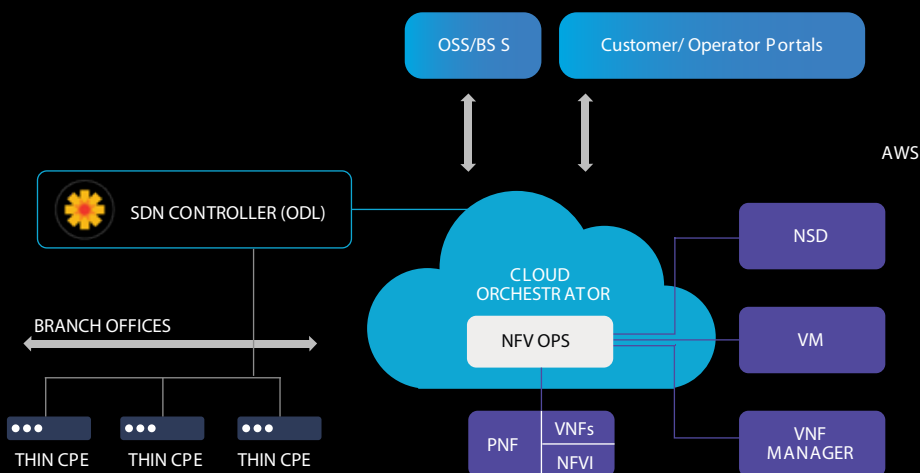 OSS/BS S
Customer/ Operator Portals
AWS
SDN CONTROLLER (ODL)
NSD
CLOUD
ORCHESTRATOR
BRANCH OFFICES
NFV OPS
VM
PNF
VNFs
NFVI
VNF
MANAGER
THIN CPE
THIN CPE
THIN CPE